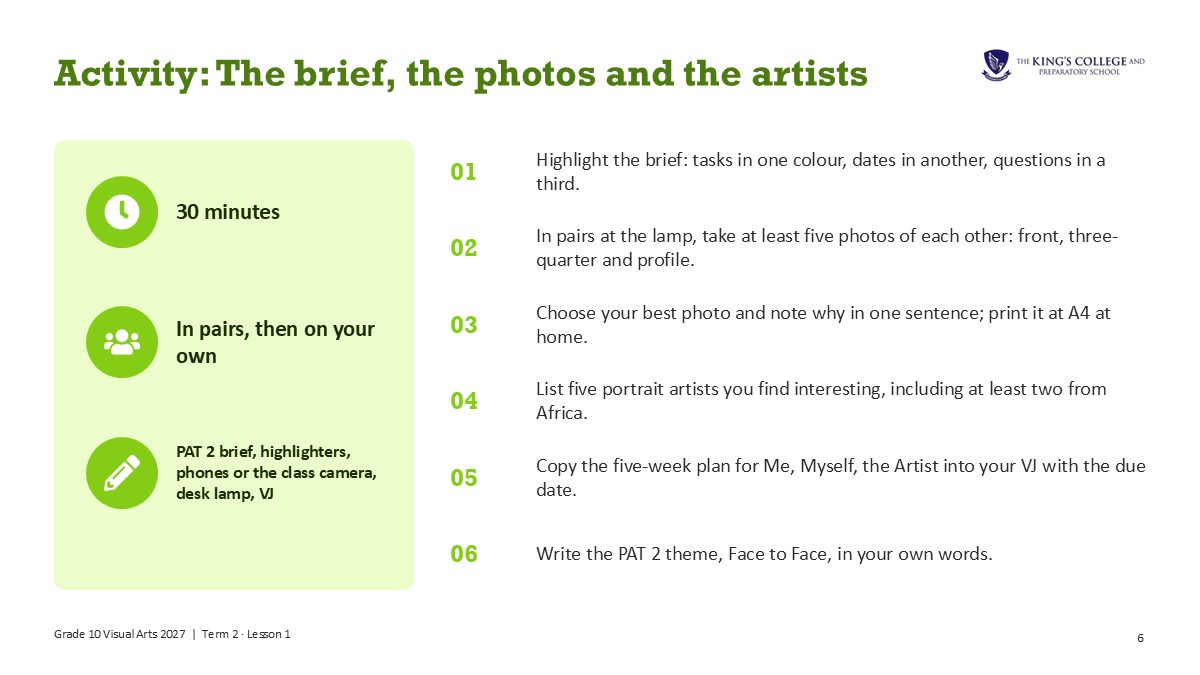 Activity: The brief, the photos and the artists
THE KING'S COLLEGE AND
PREPARATORY SCHOOL
30 minutes
In pairs, then on your
own
PAT 2 brief, highlighters,
phones or the class camera,
desk lamp, VJ
01
Highlight the brief: tasks in one colour, dates in another, questions in a
third.
02
In pairs at the lamp, take at least five photos of each other: front, three-
quarter and profile.
03
Choose your best photo and note why in one sentence; print it at A4 at
home.
04
List five portrait artists you find interesting, including at least two from
Africa.
05
Copy the five-week plan for Me, Myself, the Artist into your VJ with the due
date.
06
Write the PAT 2 theme, Face to Face, in your own words.
Grade 10 Visual Arts 2027 | Term 2 · Lesson 1
6